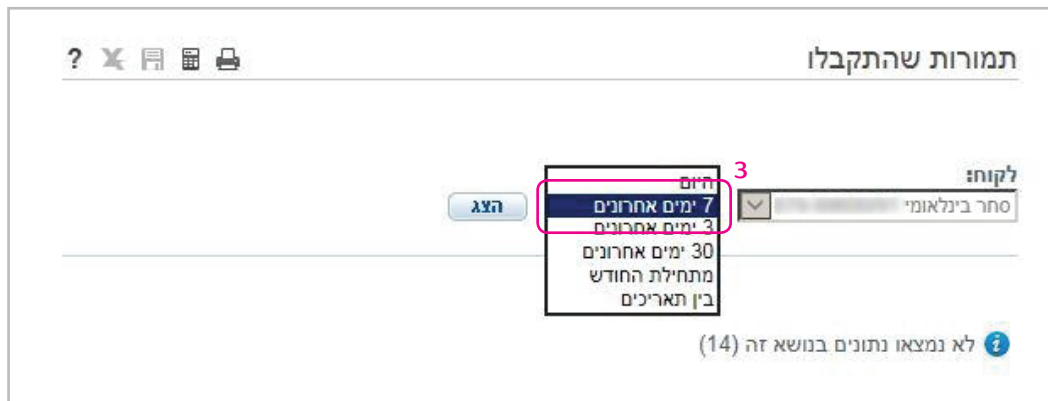 תמורות שהתקבלו
?
לקוח:
סחר בינלאומי
3
היום
7 ימים אחרונים
3 ימים אחרונים
30 ימים אחרונים
מתחילת החודש
בין תאריכים
הצג
לא נמצאו נתונים בנושא זה (14)